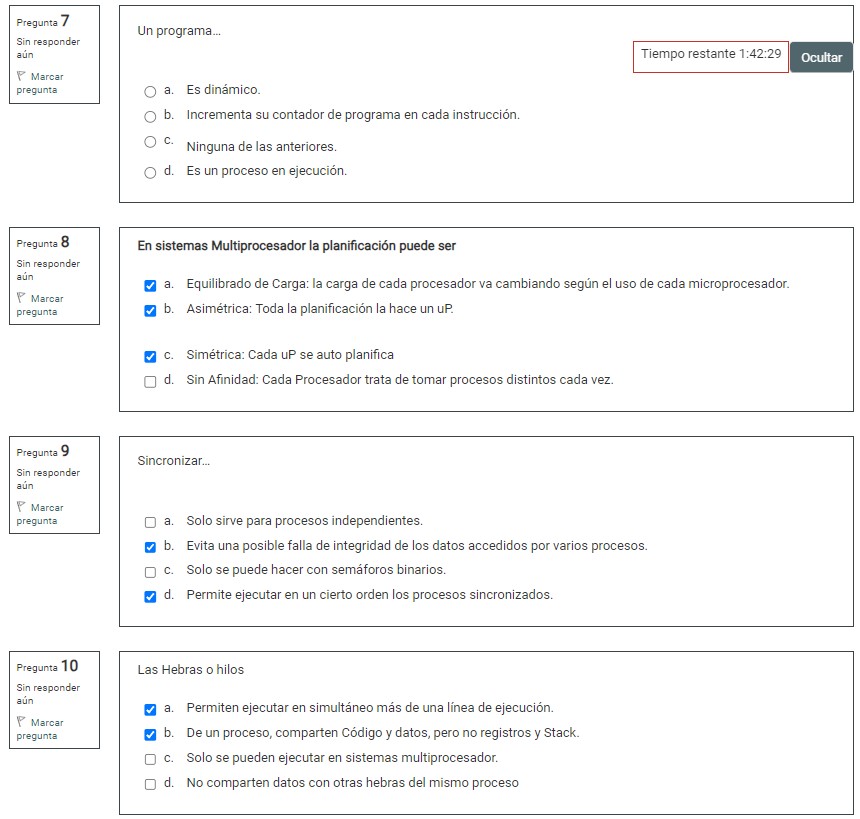 Pregunta 7
Sin responder
aún
Marcar
pregunta
Un programa...
Tiempo restante 1:42:29
Ocultar
a. Es dinámico.
b. Incrementa su contador de programa en cada instrucción.
c. Ninguna de las anteriores.
d. Es un proceso en ejecución.
Pregunta 8
Sin responder
aún
Marcar
pregunta
En sistemas Multiprocesador la planificación puede ser
a. Equilibrado de Carga: la carga de cada procesador va cambiando según el uso de cada microprocesador.
b. Asimétrica: Toda la planificación la hace un uP.
c. Simétrica: Cada uP se auto planifica
d. Sin Afinidad: Cada Procesador trata de tomar procesos distintos cada vez.
Pregunta 9
Sin responder
aún
Marcar
pregunta
Sincronizar...
a. Solo sirve para procesos independientes.
b. Evita una posible falla de integridad de los datos accedidos por varios procesos.
c. Solo se puede hacer con semáforos binarios.
d. Permite ejecutar en un cierto orden los procesos sincronizados.
Pregunta 10
Sin responder
aún
Marcar
pregunta
Las Hebras o hilos
a. Permiten ejecutar en simultáneo más de una línea de ejecución.
b. De un proceso, comparten Código y datos, pero no registros y Stack.
c. Solo se pueden ejecutar en sistemas multiprocesador.
d. No comparten datos con otras hebras del mismo proceso